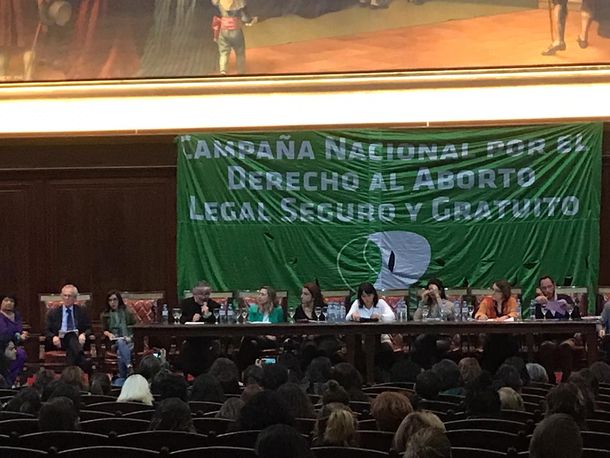 Campaña Nacional por el
Derecho al Aborto
Legal Seguro y Gratuito